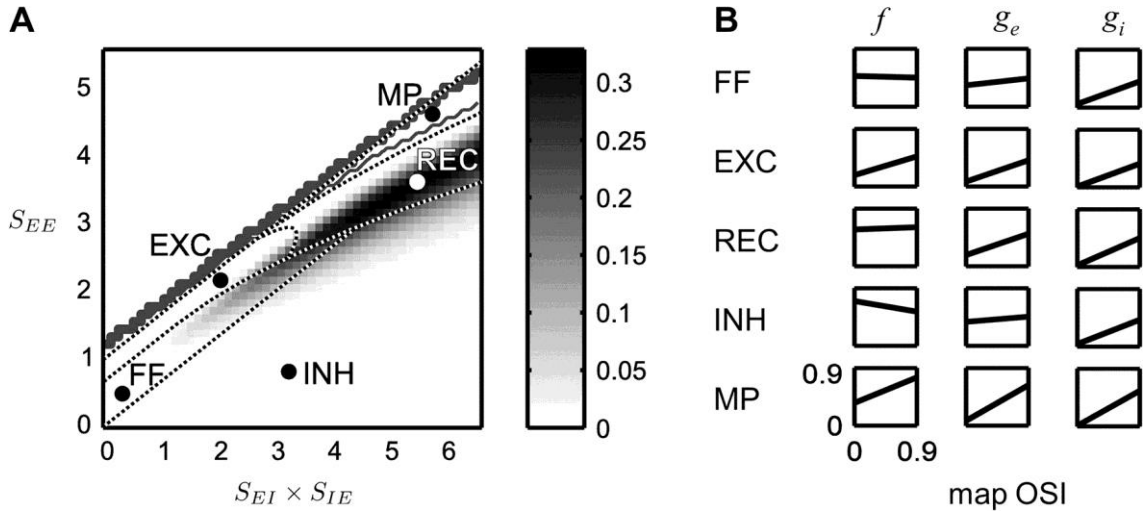 A
B
f g_e g_i
5
4
3
2
1
0
S_EE
MP
REC
EXC
FF
INH
0 1 2 3 4 5 6
S_EI × S_IE
0.3
0.25
0.2
0.15
0.1
0.05
0
FF
EXC
REC
INH
MP
0.9
0
0 0.9
map OSI